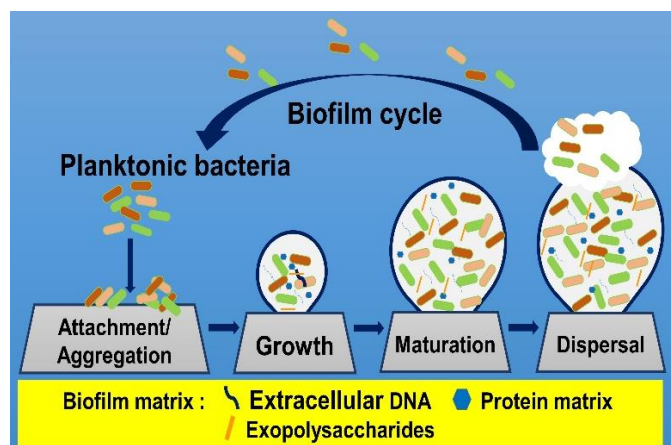 Biofilm cycle
Planktonic bacteria
Attachment/
Aggregation
Growth
Maturation
Dispersal
Biofilm matrix : Extracellular DNA Protein matrix
Exopolysaccharides